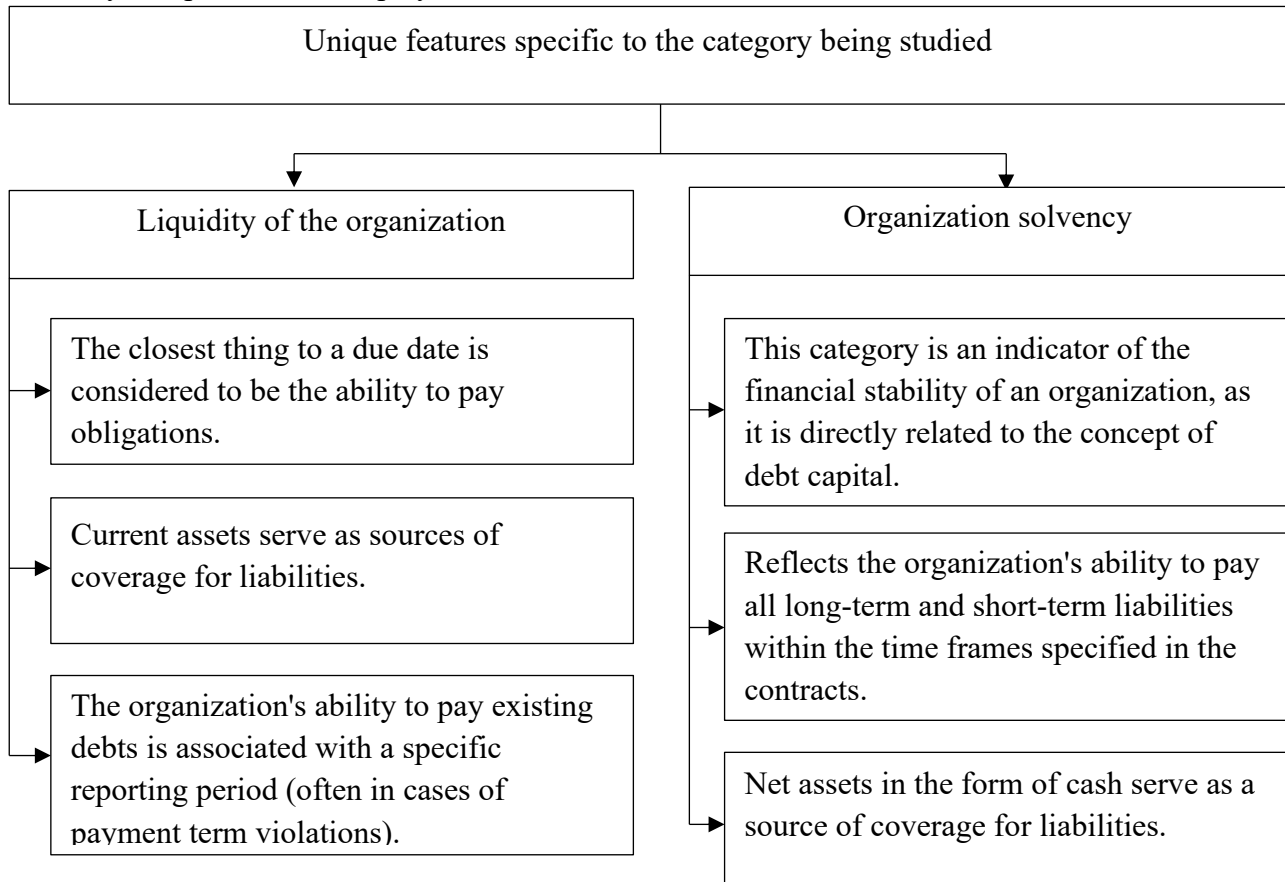 Unique features specific to the category being studied
Liquidity of the organization
The closest thing to a due date is
considered to be the ability to pay
obligations.
Current assets serve as sources of
coverage for liabilities.
The organization's ability to pay existing
debts is associated with a specific
reporting period (often in cases of
payment term violations).
Organization solvency
This category is an indicator of the
financial stability of an organization, as
it is directly related to the concept of
debt capital.
Reflects the organization's ability to pay
all long-term and short-term liabilities
within the time frames specified in the
contracts.
Net assets in the form of cash serve as a
source of coverage for liabilities.